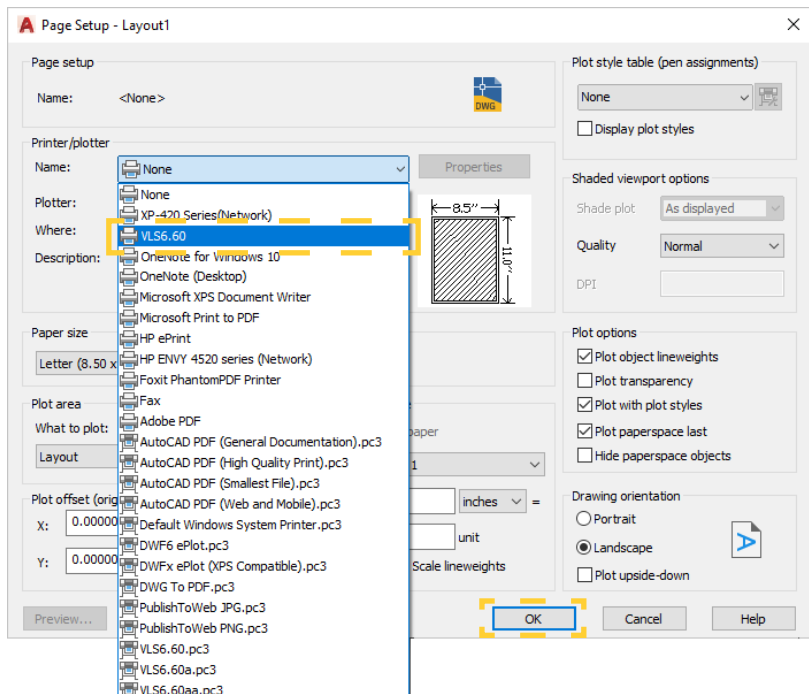 Page Setup - Layout1
Page setup
Name: <None>
DWG
Printer/plotter
Name: None
Properties
Plotter:
Where:
Description:
None
XP-420 Series(Network)
VLS6.60
OneNote for Windows 10
OneNote (Desktop)
Microsoft XPS Document Writer
Microsoft Print to PDF
HP ePrint
HP ENVY 4520 series (Network)
Foxit PhantomPDF Printer
Fax
Adobe PDF
AutoCAD PDF (General Documentation).pc3
AutoCAD PDF (High Quality Print).pc3
AutoCAD PDF (Smallest File).pc3
AutoCAD PDF (Web and Mobile).pc3
Default Windows System Printer.pc3
DWF6 ePlot.pc3
DWFx ePlot (XPS Compatible).pc3
DWG To PDF.pc3
PublishToWeb JPG.pc3
PublishToWeb PNG.pc3
VLS6.60.pc3
VLS6.60a.pc3
VLS6.60aa.pc3
8.5''
11.0''
Paper size
Letter (8.50 x
Plot area
What to plot:
Layout
Plot offset (orig
X: 0.00000
Y: 0.00000
Preview...
paper
1
inches =
unit
Scale lineweights
Plot style table (pen assignments)
None
Display plot styles
Shaded viewport options
Shade plot As displayed
Quality Normal
DPI
Plot options
Plot object lineweights
Plot transparency
Plot with plot styles
Plot paperspace last
Hide paperspace objects
Drawing orientation
Portrait
Landscape
A
Plot upside-down
OK Cancel Help